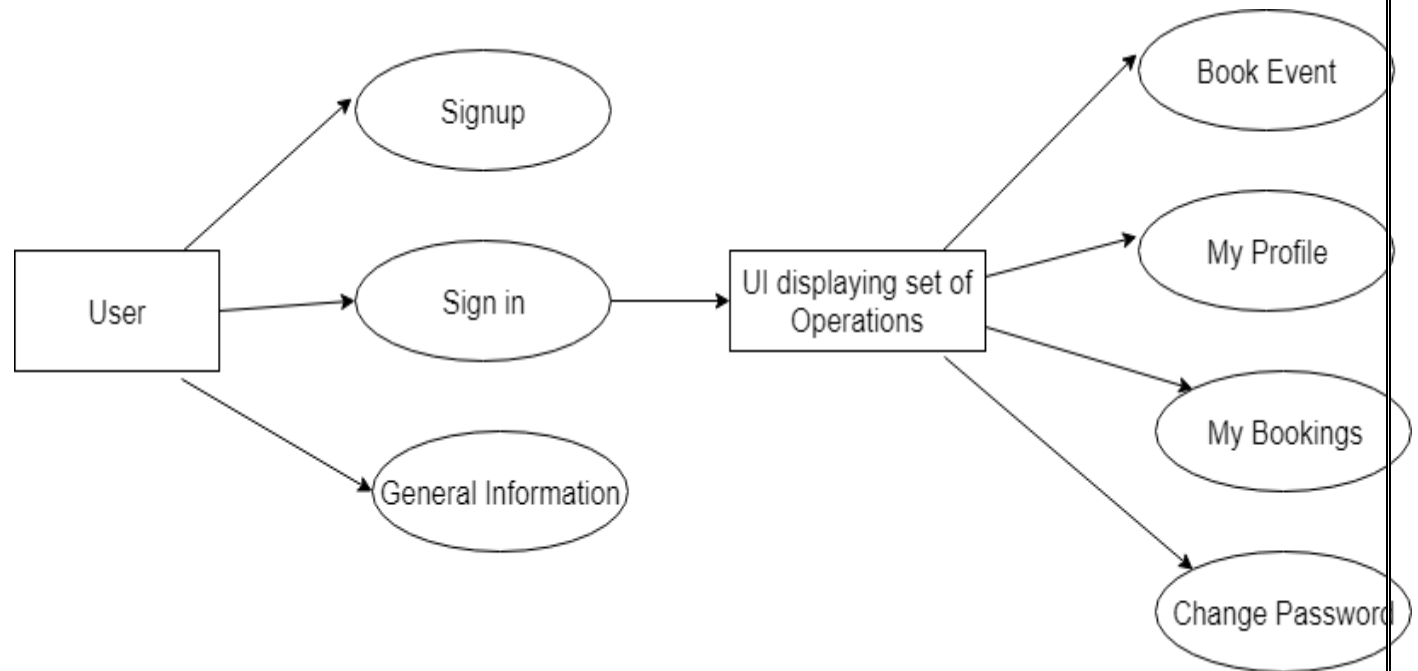 Signup
User
Sign in
General Information
UI displaying set of
Operations
Book Event
My Profile
My Bookings
Change Password